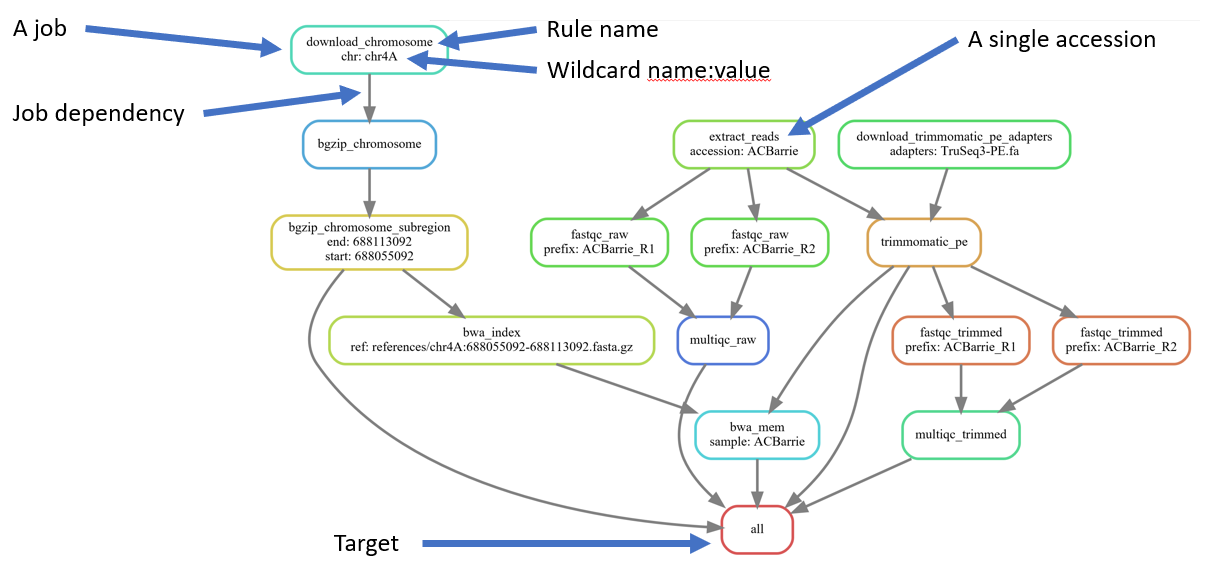 A job
download_chromosome
chr: chr4A
Rule name
Wildcard name:value
A single accession
Job dependency
bgzip_chromosome
extract_reads
accession: ACBarrie
download_trimmomatic_pe_adapters
adapters: TruSeq3-PE.fa
bgzip_chromosome_subregion
end: 688113092
start: 688055092
fastqc_raw
prefix: ACBarrie_R1
fastqc_raw
prefix: ACBarrie_R2
trimmomatic_pe
bwa_index
ref: references/chr4A:688055092-688113092.fasta.gz
multiqc_raw
fastqc_trimmed
prefix: ACBarrie_R1
fastqc_trimmed
prefix: ACBarrie_R2
bwa_mem
sample: ACBarrie
multiqc_trimmed
all
Target